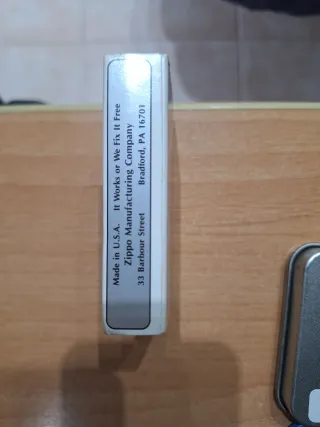 Made in U.S.A. It Works or We Fix It Free
Zippo Manufacturing Company
33 Barbour Street Bradford, PA 16701